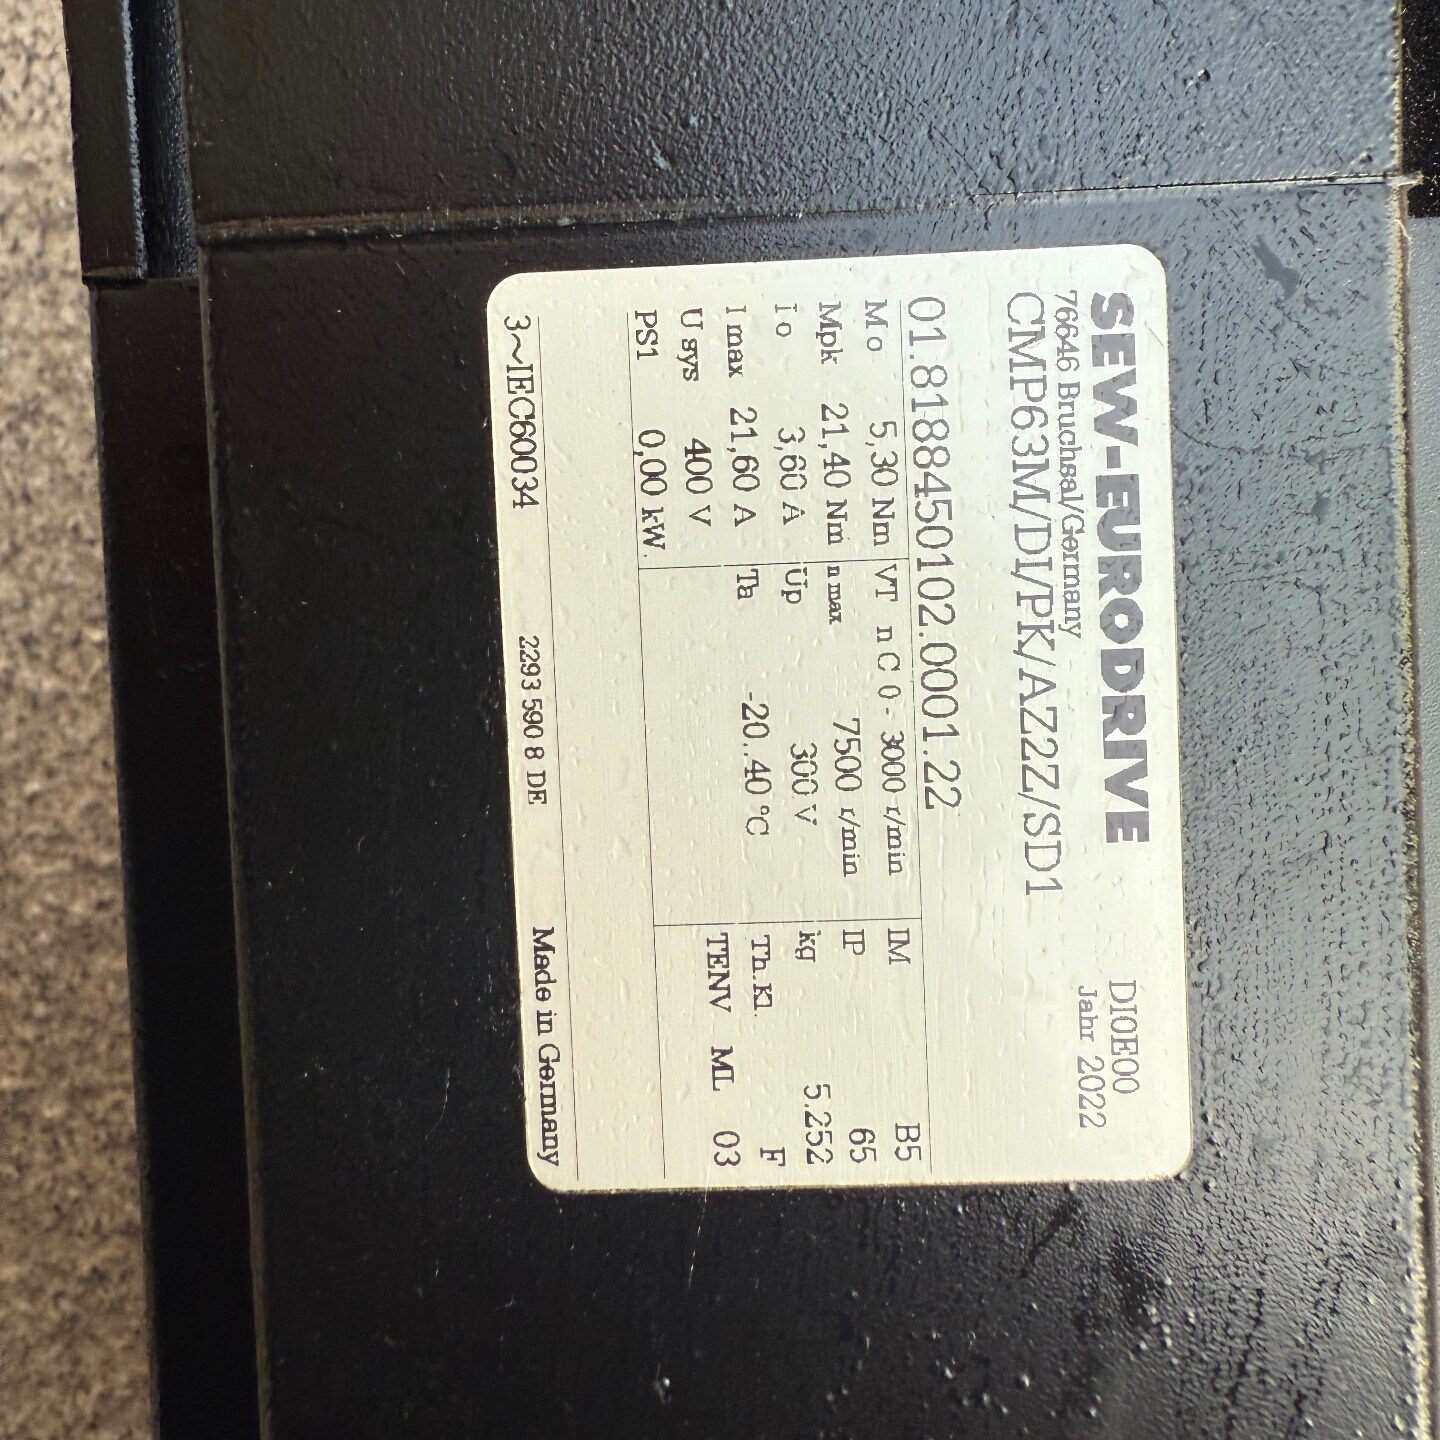 SEW-EURODRIVE
76646 Bruchsal/Germany
DI0E00
Jahr 2022
CMP63M/DI/PK/AZ2Z/SD1
01.8188450102.0001.22
Mo 5,30 Nm VT nC 0 - 3000 r/min IM B5
Mpk 21,40 Nm n max 7500 r/min IP 65
Io 3,60 A Up 300 V kg 5.252
I max 21,60 A Ta -20..40 °C Th.Kl. F
U sys 400 V TENV ML 03
PS1 0,00 kW.
3~IEC60034 2293 590 8 DE Made in Germany